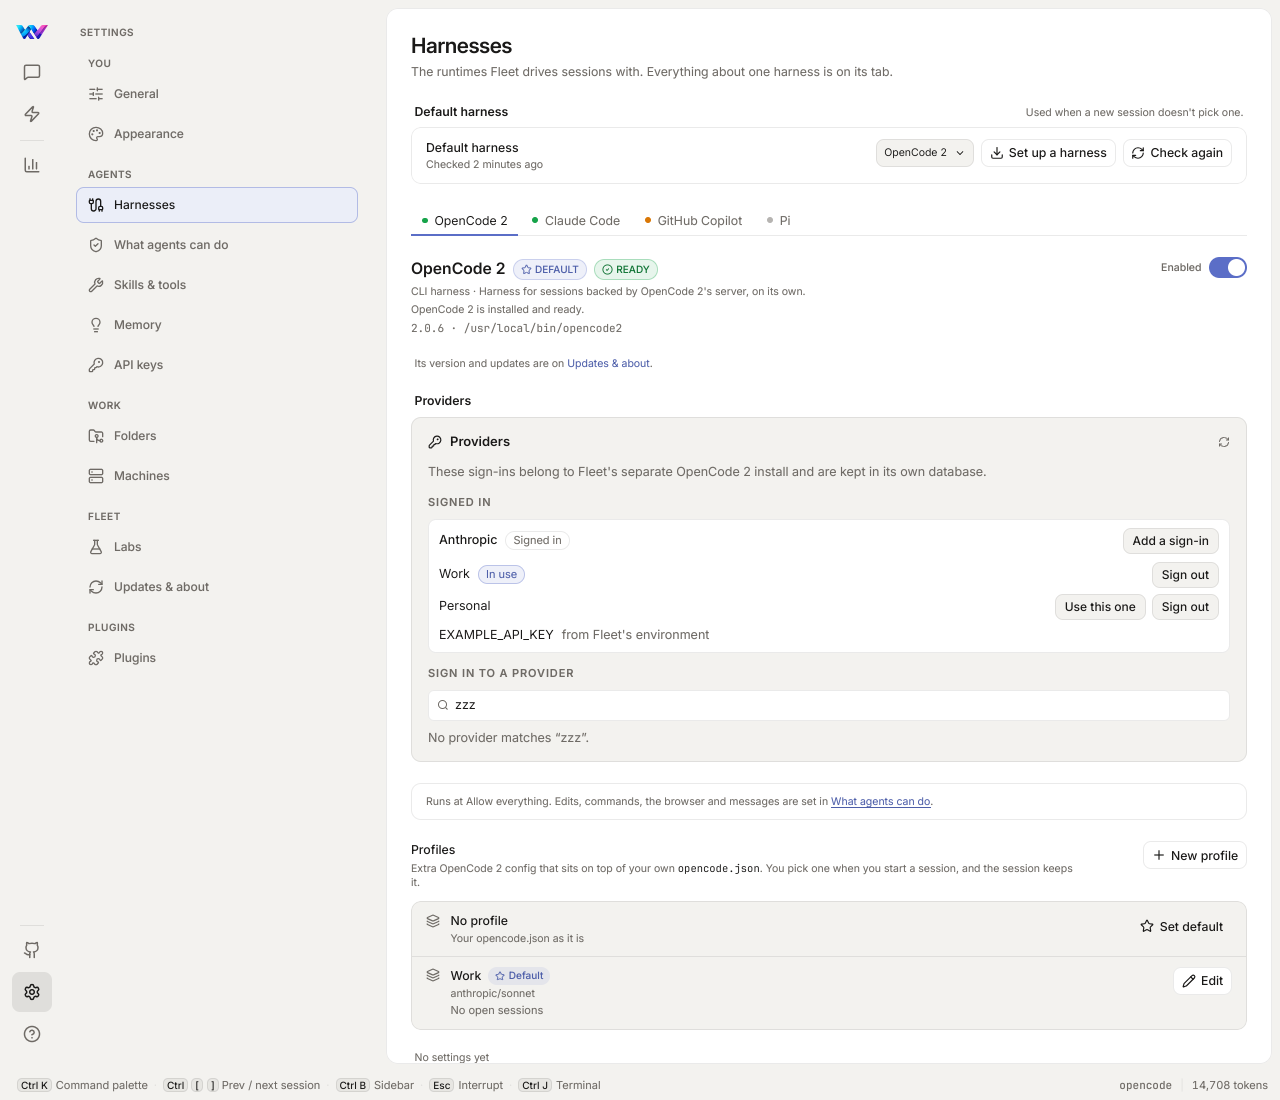 SETTINGS
YOU
General
Appearance
AGENTS
Harnesses
What agents can do
Skills & tools
Memory
API keys
WORK
Folders
Machines
FLEET
Labs
Updates & about
PLUGINS
Plugins
Harnesses
The runtimes Fleet drives sessions with. Everything about one harness is on its tab.
Default harness
Used when a new session doesn't pick one.
Default harness
Checked 2 minutes ago
OpenCode 2
Set up a harness
Check again
OpenCode 2
Claude Code
GitHub Copilot
Pi
OpenCode 2
DEFAULT
READY
Enabled
CLI harness · Harness for sessions backed by OpenCode 2's server, on its own.
OpenCode 2 is installed and ready.
2.0.6 · /usr/local/bin/opencode2
Its version and updates are on Updates & about.
Providers
Providers
These sign-ins belong to Fleet's separate OpenCode 2 install and are kept in its own database.
SIGNED IN
Anthropic
Signed in
Add a sign-in
Work
In use
Sign out
Personal
Use this one
Sign out
EXAMPLE_API_KEY from Fleet's environment
SIGN IN TO A PROVIDER
zzz
No provider matches “zzz”.
Runs at Allow everything. Edits, commands, the browser and messages are set in What agents can do.
Profiles
Extra OpenCode 2 config that sits on top of your own opencode.json. You pick one when you start a session, and the session keeps
it.
New profile
No profile
Your opencode.json as it is
Set default
Work
Default
anthropic/sonnet
No open sessions
Edit
No settings yet
Ctrl K Command palette
Ctrl [ ] Prev / next session
Ctrl B Sidebar
Esc Interrupt
Ctrl J Terminal
opencode
14,708 tokens